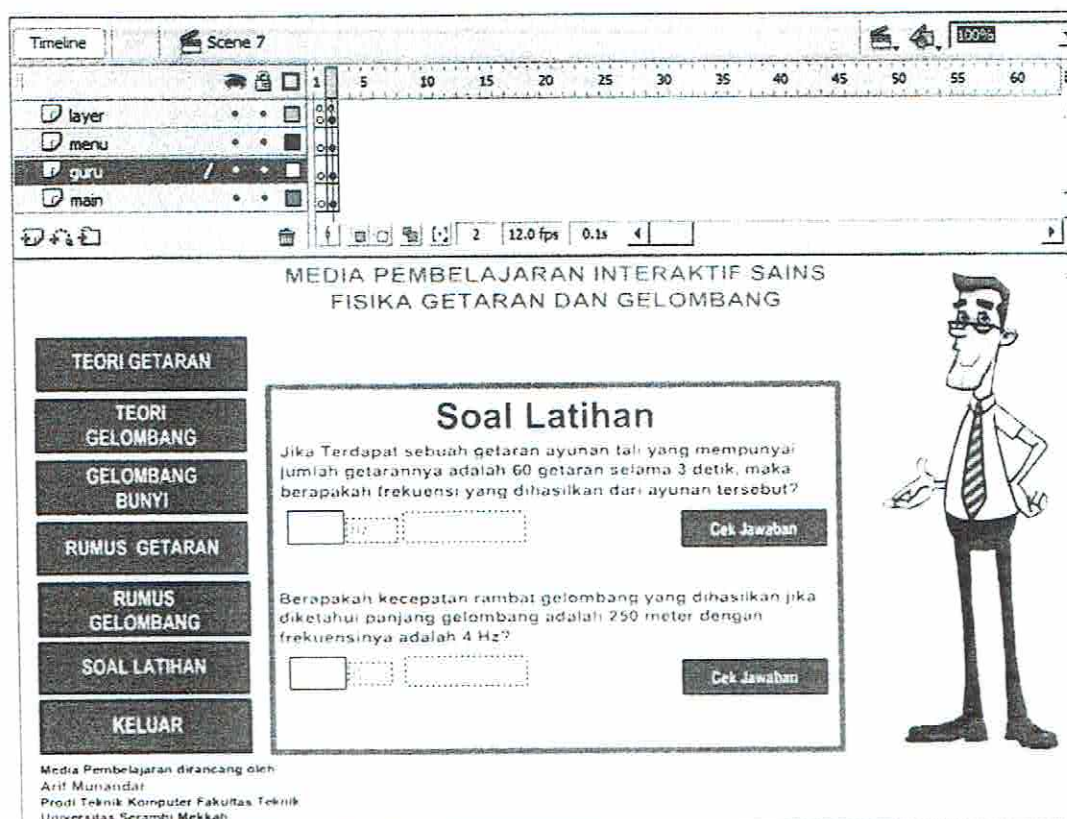 Timeline
Scene 7
100%
1 5 10 15 20 25 30 35 40 45 50 55 60
layer
menu
guru
main
2 12.0 fps 0.1s
MEDIA PEMBELAJARAN INTERAKTIF SAINS
FISIKA GETARAN DAN GELOMBANG
TEORI GETARAN
TEORI
GELOMBANG
GELOMBANG
BUNYI
RUMUS GETARAN
RUMUS
GELOMBANG
SOAL LATIHAN
KELUAR
Soal Latihan
Jika Terdapat sebuah getaran ayunan tali yang mempunyai
jumlah getarannya adalah 60 getaran selama 3 detik, maka
berapakah frekuensi yang dihasilkan dari ayunan tersebut?
Hz
Cek Jawaban
Berapakah kecepatan rambat gelombang yang dihasilkan jika
diketahui panjang gelombang adalah 250 meter dengan
frekuensinya adalah 4 Hz?
Cek Jawaban
Media Pembelajaran dirancang oleh
Arif Munandar
Prodi Teknik Komputer Fakultas Teknik
Universitas Serambi Mekkah